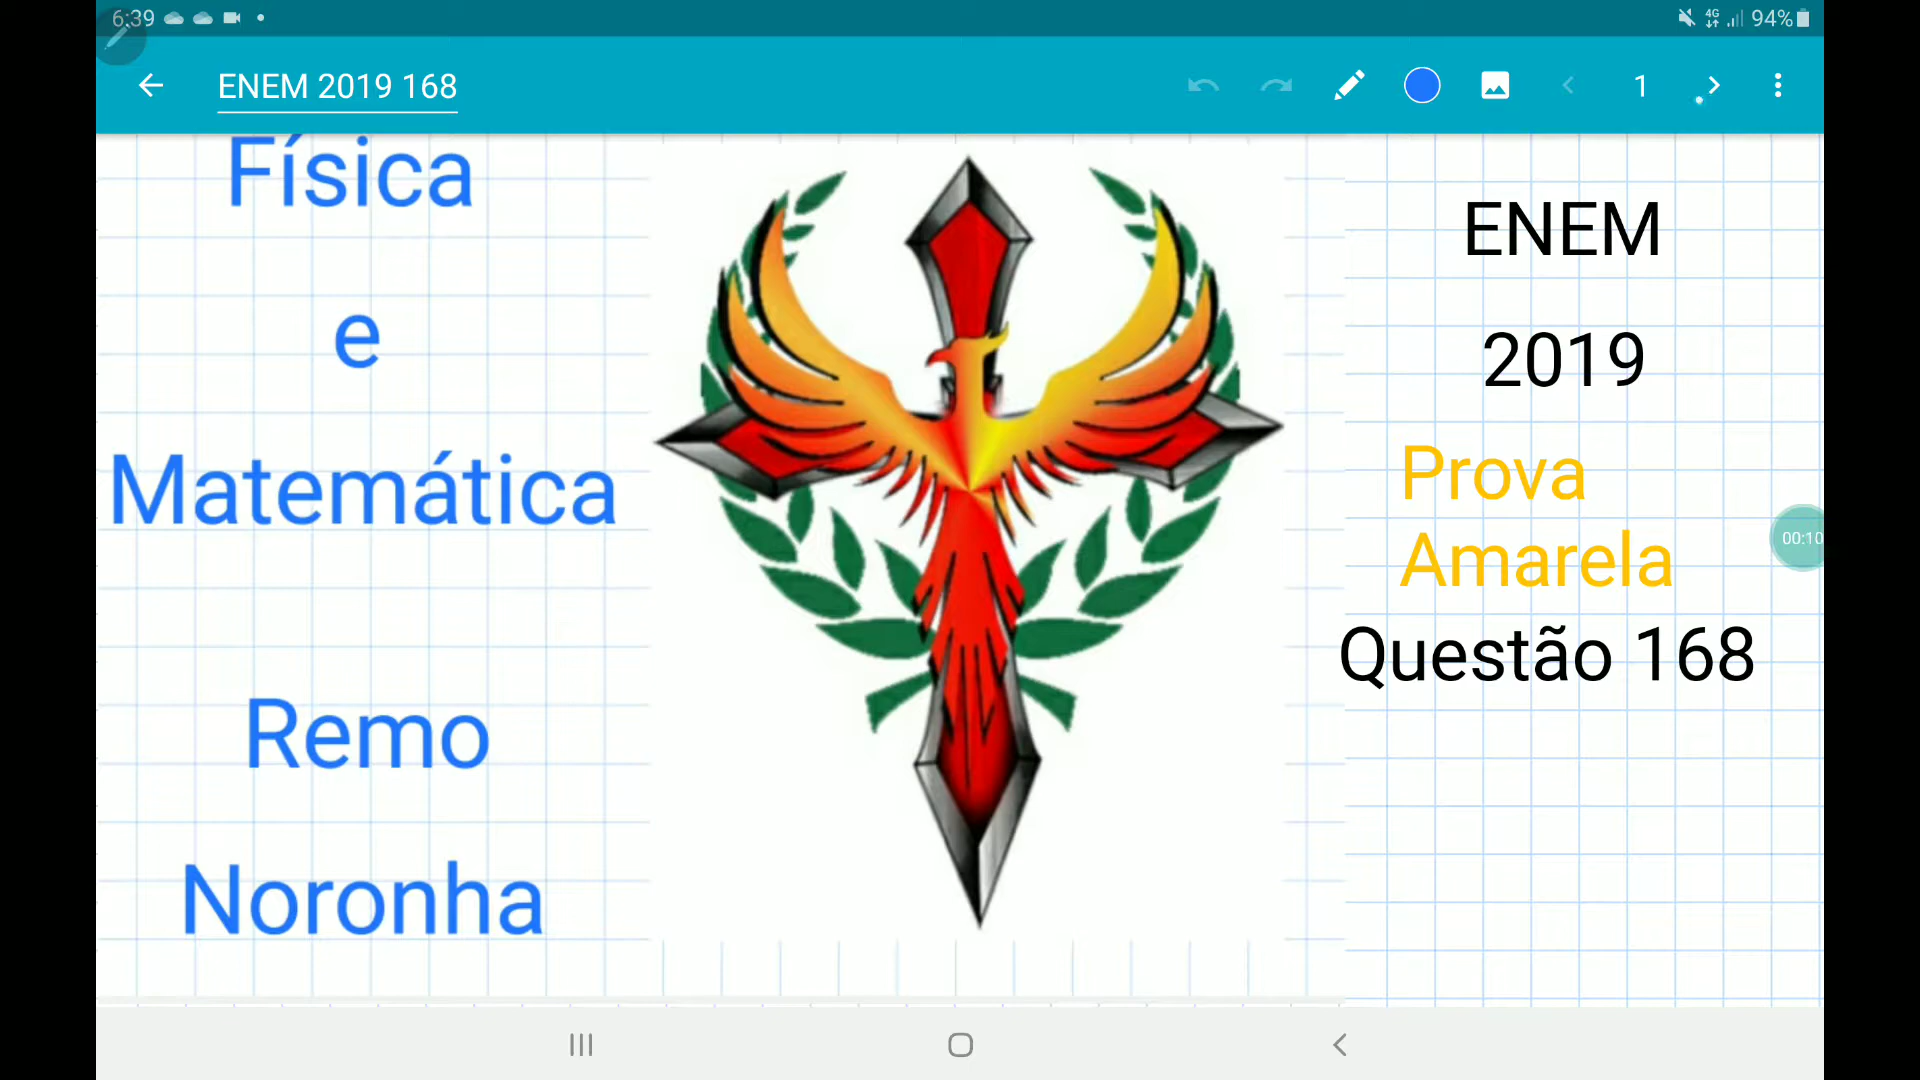 6:39
4G
94%
ENEM 2019 168
1
Física
e
Matemática
Remo
Noronha
ENEM
2019
Prova
Amarela
Questão 168
00:10